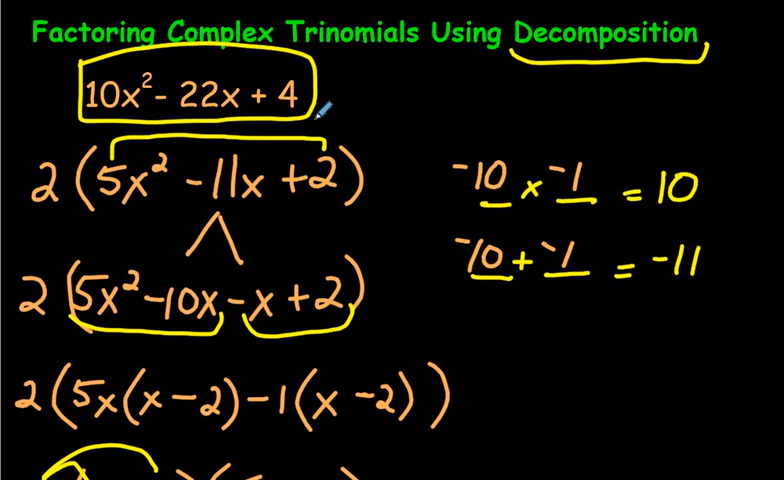 Factoring Complex Trinomials Using Decomposition
10x² - 22x + 4
2 (5x² -11x +2)
-10 x -1 = 10
-10 + -1 = -11
2 (5x² -10x - x + 2)
2 (5x(x - 2) - 1(x - 2))